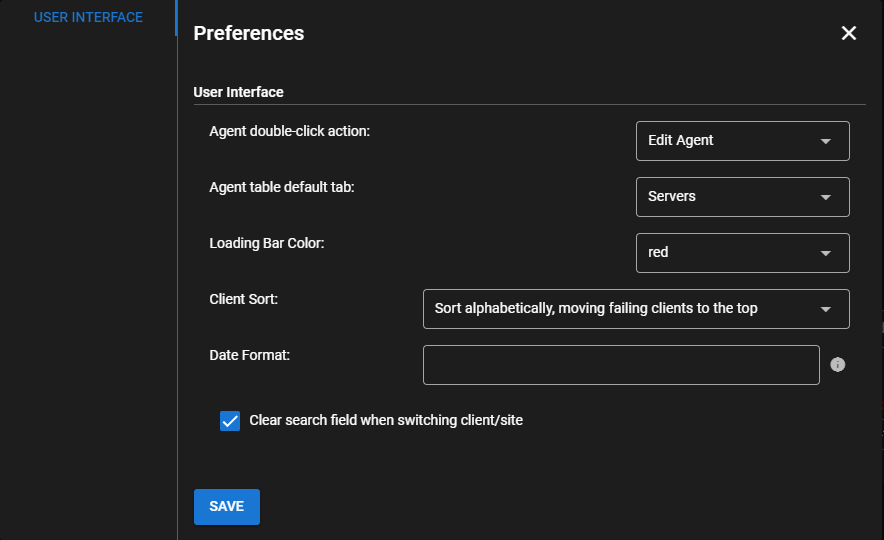 USER INTERFACE
Preferences
User Interface
Agent double-click action:
Edit Agent
Agent table default tab:
Servers
Loading Bar Color:
red
Client Sort:
Sort alphabetically, moving failing clients to the top
Date Format:
Clear search field when switching client/site
SAVE